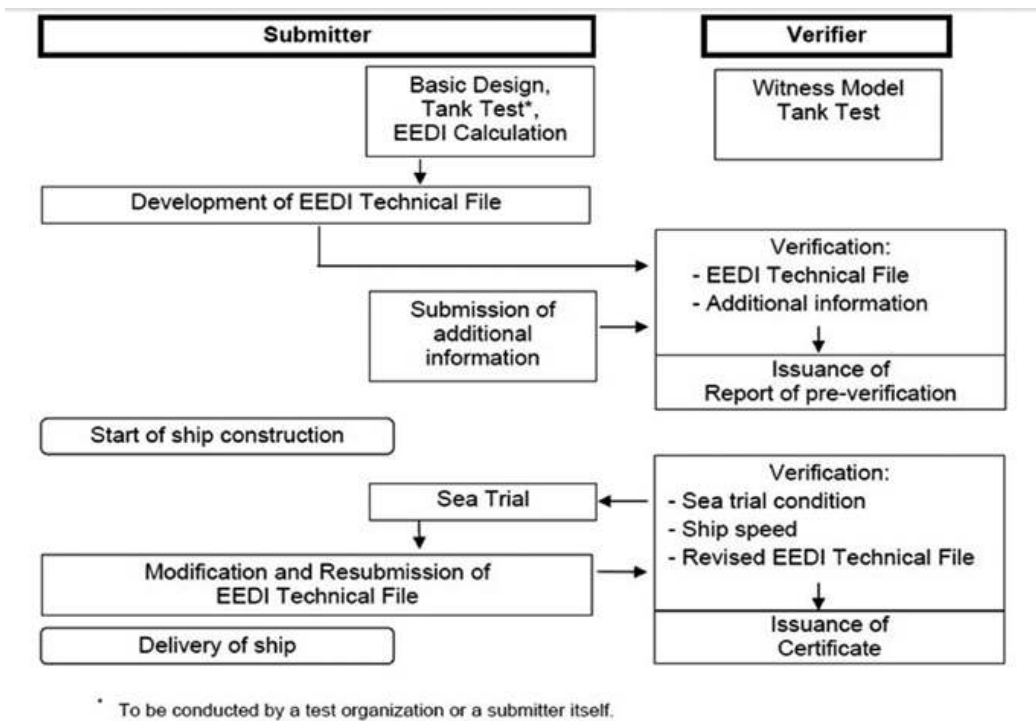 Submitter
Verifier
Basic Design,
Tank Test*,
EEDI Calculation
Witness Model
Tank Test
Development of EEDI Technical File
Verification:
- EEDI Technical File
- Additional information
Submission of
additional
information
Issuance of
Report of pre-verification
Start of ship construction
Verification:
- Sea trial condition
- Ship speed
- Revised EEDI Technical File
Sea Trial
Modification and Resubmission of
EEDI Technical File
Issuance of
Certificate
Delivery of ship
* To be conducted by a test organization or a submitter itself.